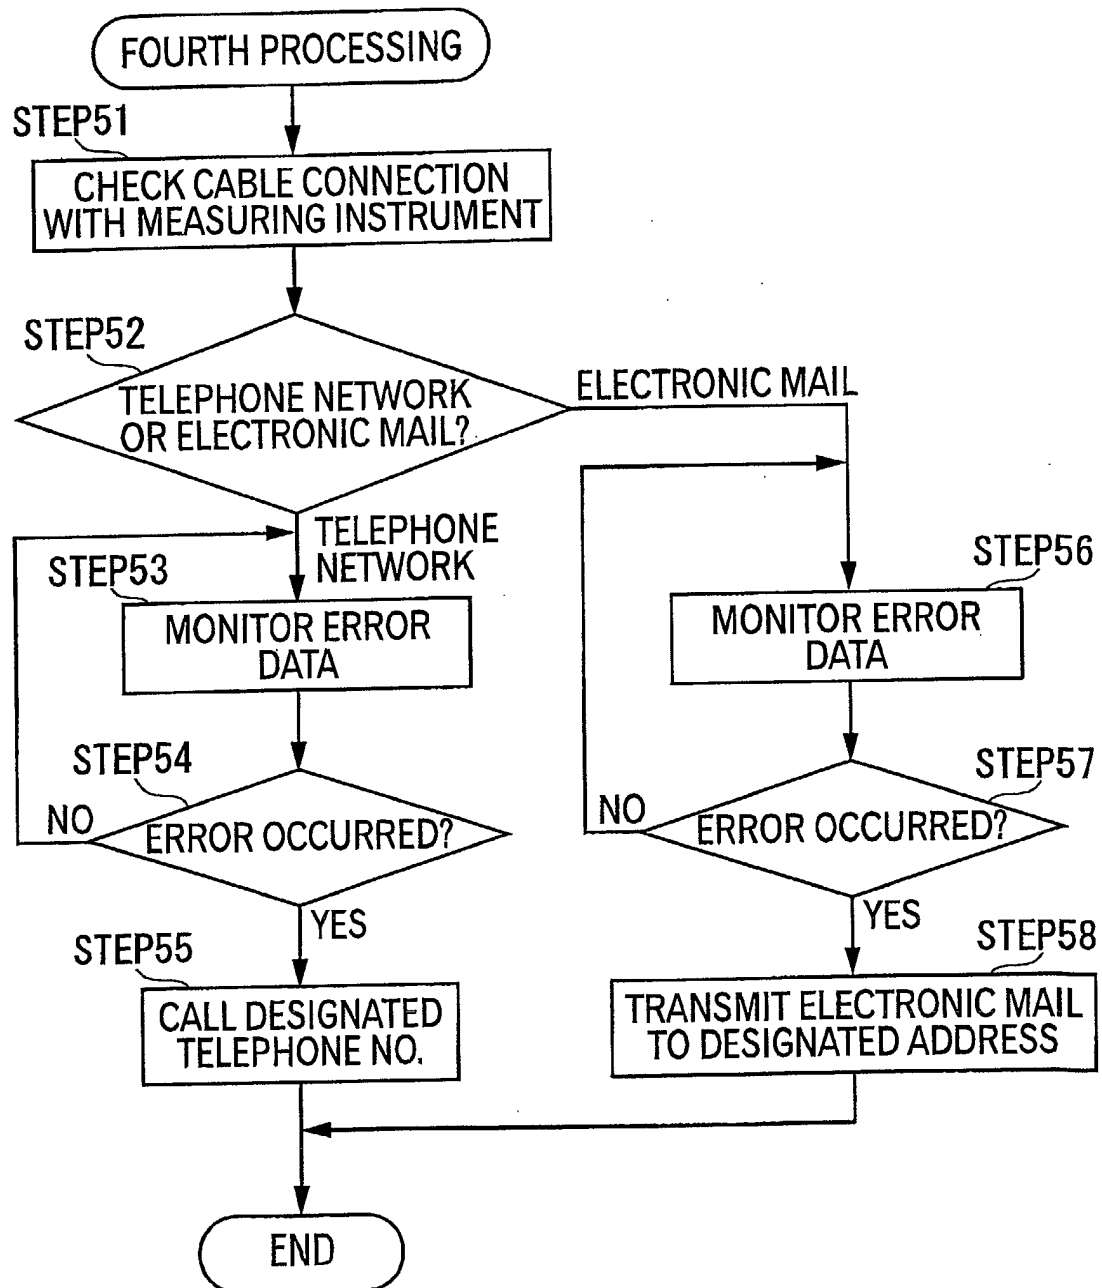 FOURTH PROCESSING
STEP51
CHECK CABLE CONNECTION
WITH MEASURING INSTRUMENT
STEP52
TELEPHONE NETWORK
OR ELECTRONIC MAIL?
ELECTRONIC MAIL
TELEPHONE
NETWORK
STEP53
MONITOR ERROR
DATA
STEP54
NO
ERROR OCCURRED?
YES
STEP55
CALL DESIGNATED
TELEPHONE NO.
STEP56
MONITOR ERROR
DATA
STEP57
NO
ERROR OCCURRED?
YES
STEP58
TRANSMIT ELECTRONIC MAIL
TO DESIGNATED ADDRESS
END